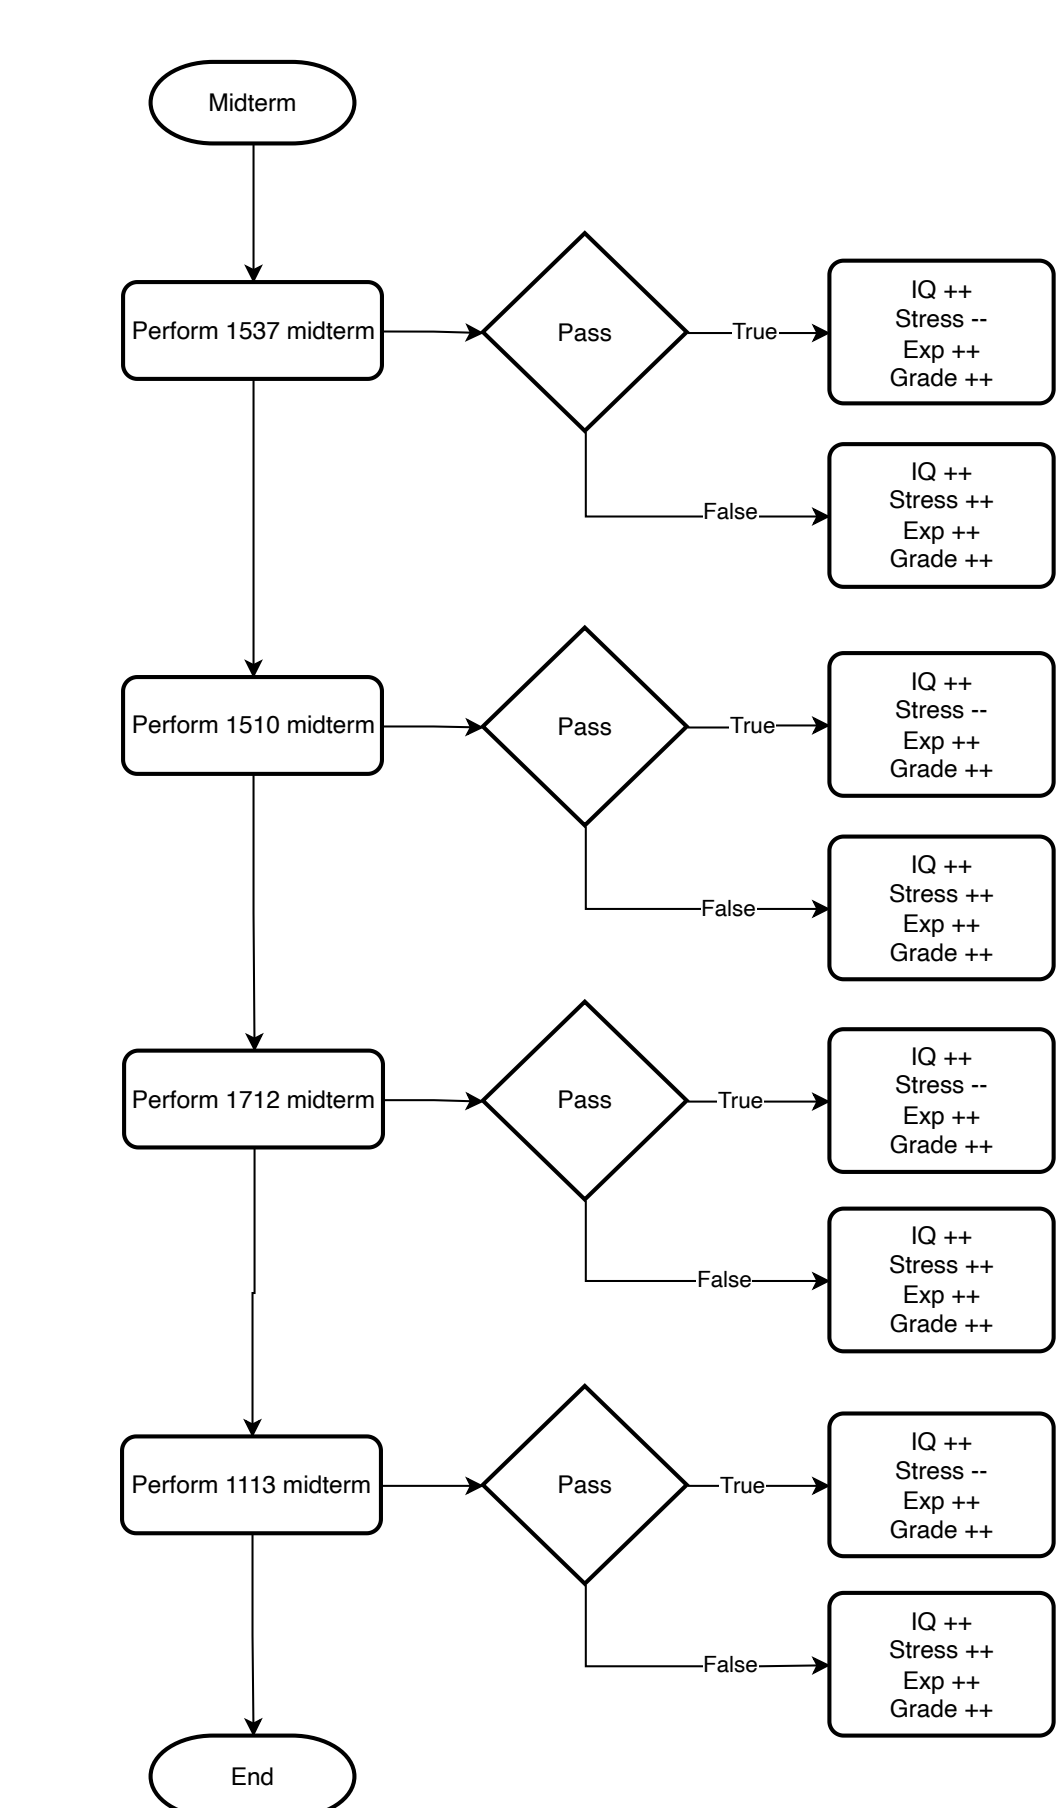 Midterm
Perform 1537 midterm
Pass
True
IQ ++
Stress --
Exp ++
Grade ++
False
IQ ++
Stress ++
Exp ++
Grade ++
Perform 1510 midterm
Pass
True
IQ ++
Stress --
Exp ++
Grade ++
False
IQ ++
Stress ++
Exp ++
Grade ++
Perform 1712 midterm
Pass
True
IQ ++
Stress --
Exp ++
Grade ++
False
IQ ++
Stress ++
Exp ++
Grade ++
Perform 1113 midterm
Pass
True
IQ ++
Stress --
Exp ++
Grade ++
False
IQ ++
Stress ++
Exp ++
Grade ++
End